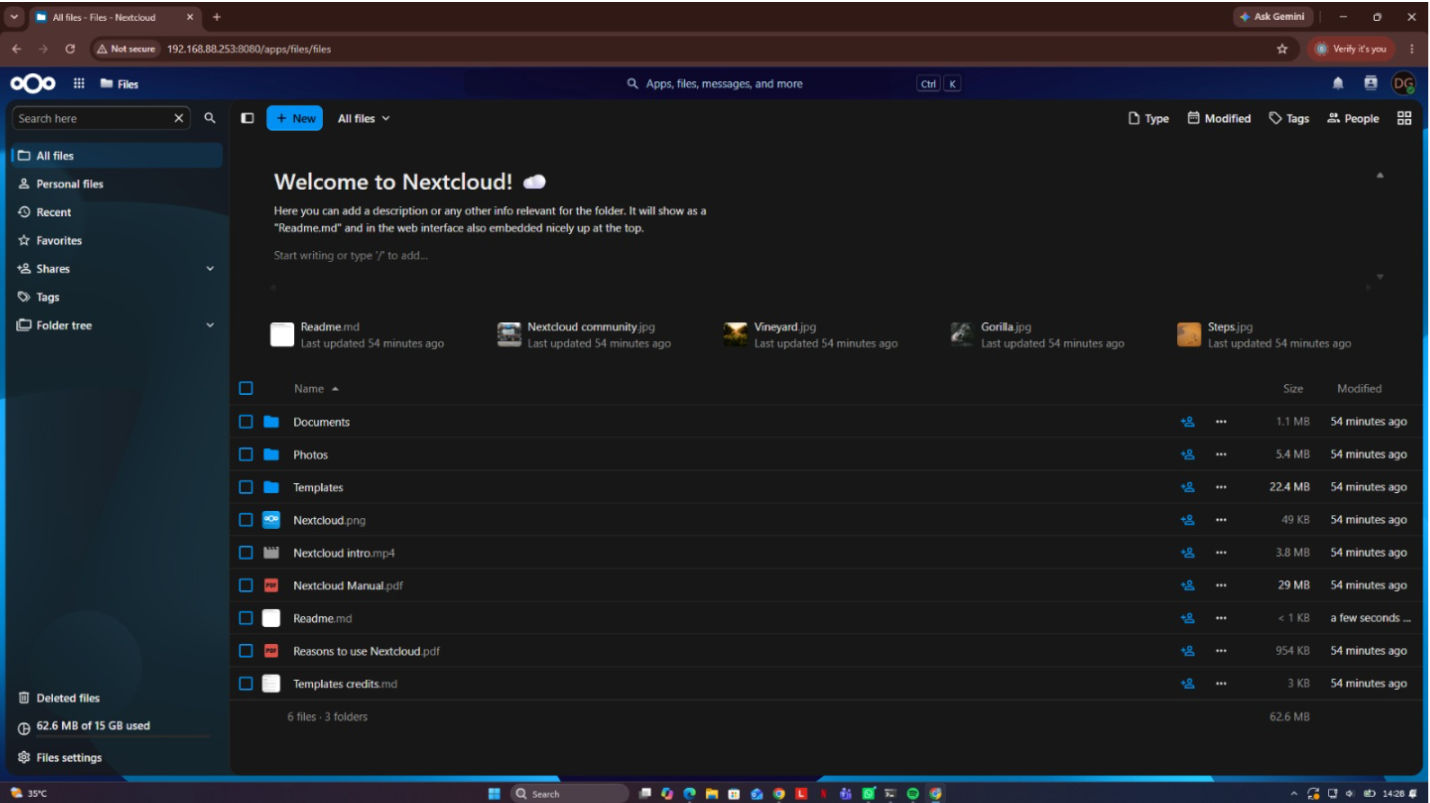 All files - Files - Nextcloud
Ask Gemini
Not secure 192.168.88.253:8080/apps/files/files
Verify it's you
Files
Apps, files, messages, and more
Ctrl K
DG
Search here
New
All files
Type
Modified
Tags
People
All files
Personal files
Recent
Favorites
Shares
Tags
Folder tree
Welcome to Nextcloud!
Here you can add a description or any other info relevant for the folder. It will show as a
"Readme.md" and in the web interface also embedded nicely up at the top.
Start writing or type '/' to add...
Readme.md
Last updated 54 minutes ago
Nextcloud community.jpg
Last updated 54 minutes ago
Vineyard.jpg
Last updated 54 minutes ago
Gorilla.jpg
Last updated 54 minutes ago
Steps.jpg
Last updated 54 minutes ago
Name Size Modified
Documents 1.1 MB 54 minutes ago
Photos 5.4 MB 54 minutes ago
Templates 22.4 MB 54 minutes ago
Nextcloud.png 49 KB 54 minutes ago
Nextcloud intro.mp4 3.8 MB 54 minutes ago
PDF Nextcloud Manual.pdf 29 MB 54 minutes ago
Readme.md < 1 KB a few seconds ...
PDF Reasons to use Nextcloud.pdf 954 KB 54 minutes ago
Templates credits.md 3 KB 54 minutes ago
6 files · 3 folders 62.6 MB
Deleted files
62.6 MB of 15 GB used
Files settings
35°C
Search
14:28